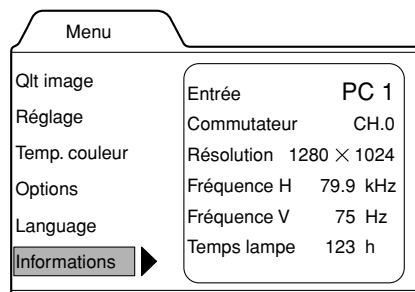 Menu
Qlt image
Réglage
Temp. couleur
Options
Language
Informations
Entrée PC 1
Commutateur CH.0
Résolution 1280 × 1024
Fréquence H 79.9 kHz
Fréquence V 75 Hz
Temps lampe 123 h